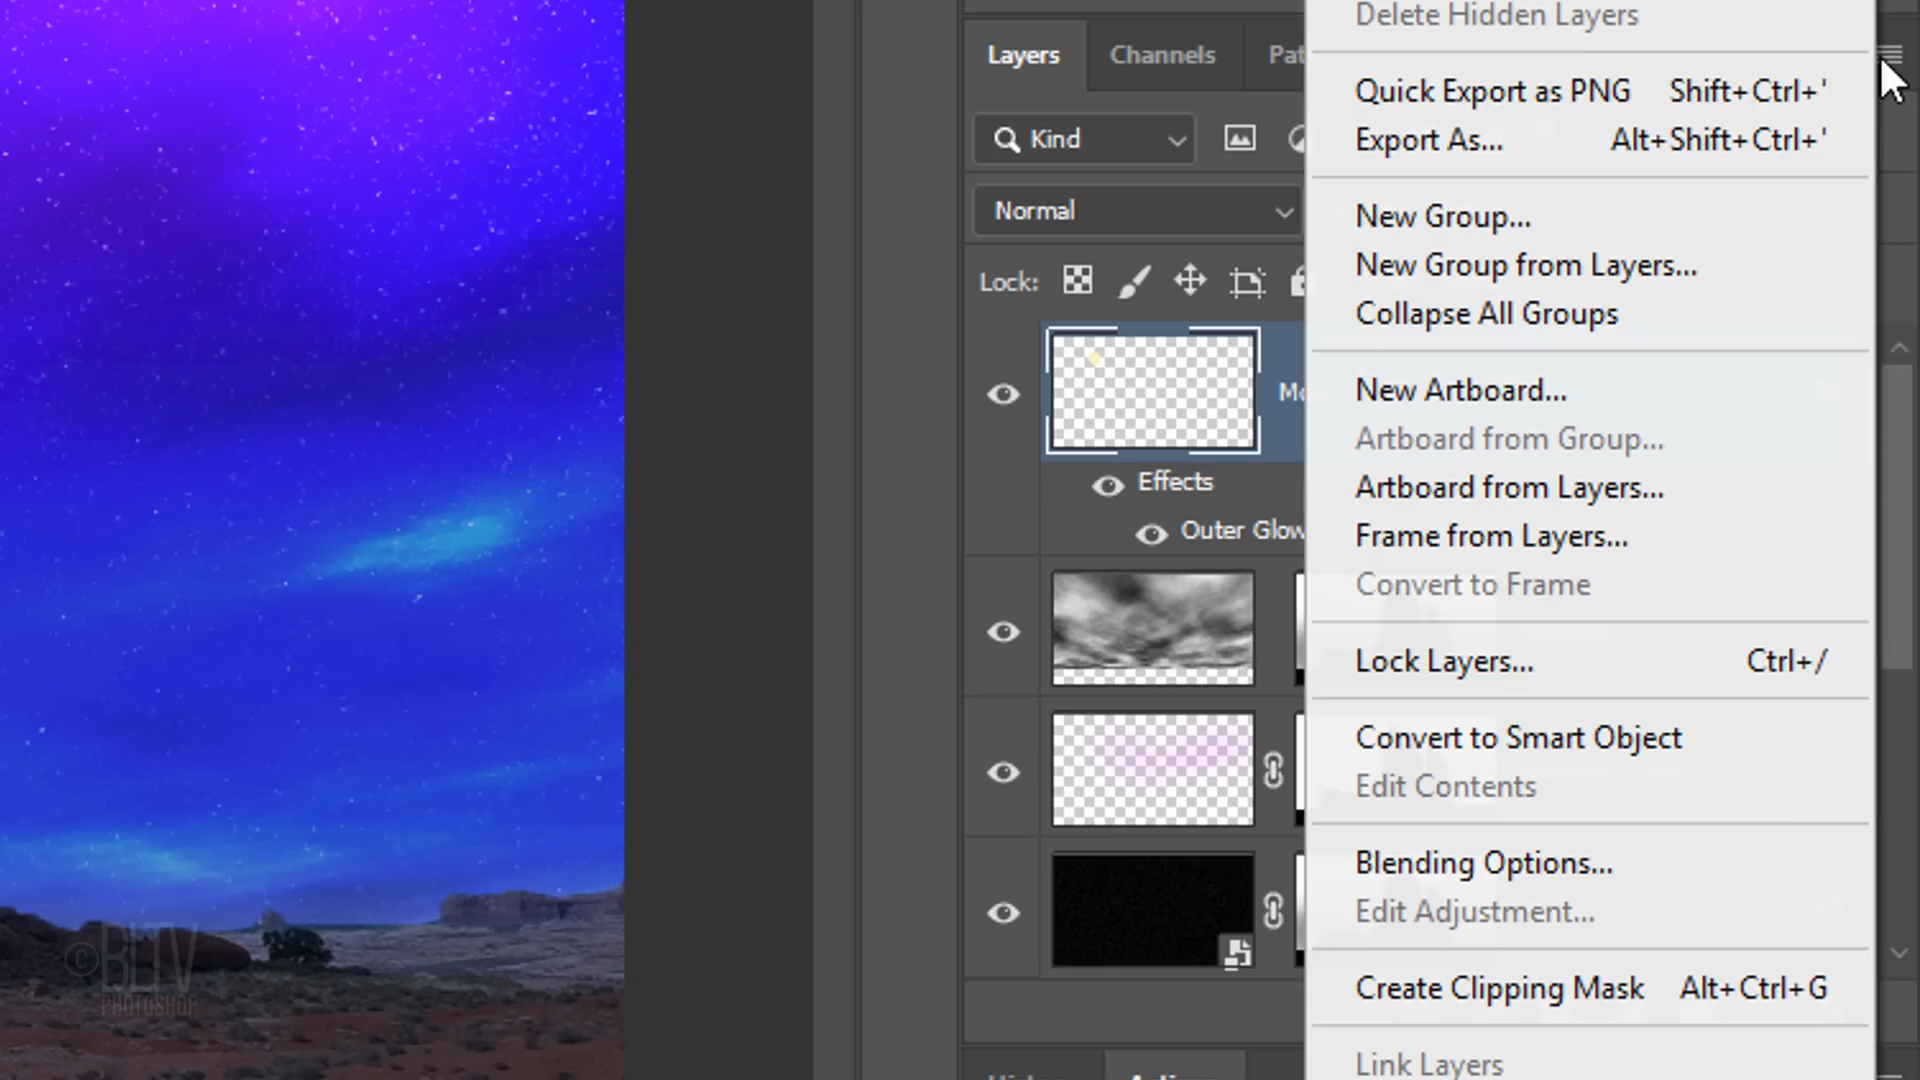 Delete Hidden Layers
Layers
Channels
Quick Export as PNG Shift+Ctrl+'
Kind
Export As... Alt+Shift+Ctrl+'
Normal
New Group...
New Group from Layers...
Lock:
Collapse All Groups
New Artboard...
Artboard from Group...
Effects
Artboard from Layers...
Outer Glow
Frame from Layers...
Convert to Frame
Lock Layers... Ctrl+/
Convert to Smart Object
Edit Contents
Blending Options...
Edit Adjustment...
© BLTV
PHOTOSHOP
Create Clipping Mask Alt+Ctrl+G
Link Layers